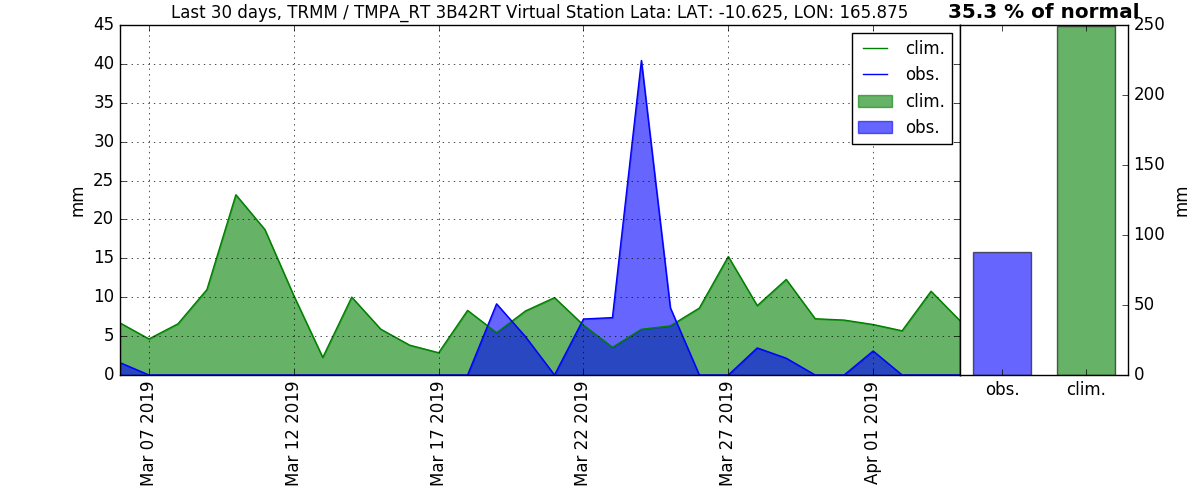 Last 30 days, TRMM / TMPA_RT 3B42RT Virtual Station Lata: LAT: -10.625, LON: 165.875
35.3 % of normal
45
40
35
30
25
20
15
10
5
0
mm
clim.
obs.
clim.
obs.
Mar 07 2019
Mar 12 2019
Mar 17 2019
Mar 22 2019
Mar 27 2019
Apr 01 2019
250
200
150
100
50
0
mm
obs.
clim.